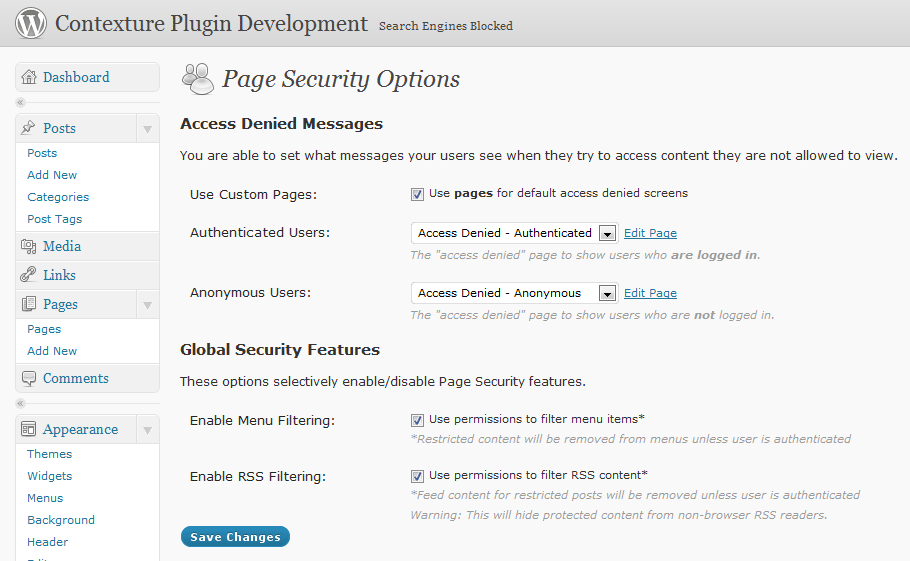 Contexture Plugin Development Search Engines Blocked
Dashboard
Posts
Posts
Add New
Categories
Post Tags
Media
Links
Pages
Pages
Add New
Comments
Appearance
Themes
Widgets
Menus
Background
Header
Page Security Options
Access Denied Messages
You are able to set what messages your users see when they try to access content they are not allowed to view.
Use Custom Pages: Use pages for default access denied screens
Authenticated Users: Access Denied - Authenticated Edit Page
The "access denied" page to show users who are logged in.
Anonymous Users: Access Denied - Anonymous Edit Page
The "access denied" page to show users who are not logged in.
Global Security Features
These options selectively enable/disable Page Security features.
Enable Menu Filtering: Use permissions to filter menu items*
*Restricted content will be removed from menus unless user is authenticated
Enable RSS Filtering: Use permissions to filter RSS content*
*Feed content for restricted posts will be removed unless user is authenticated
Warning: This will hide protected content from non-browser RSS readers.
Save Changes